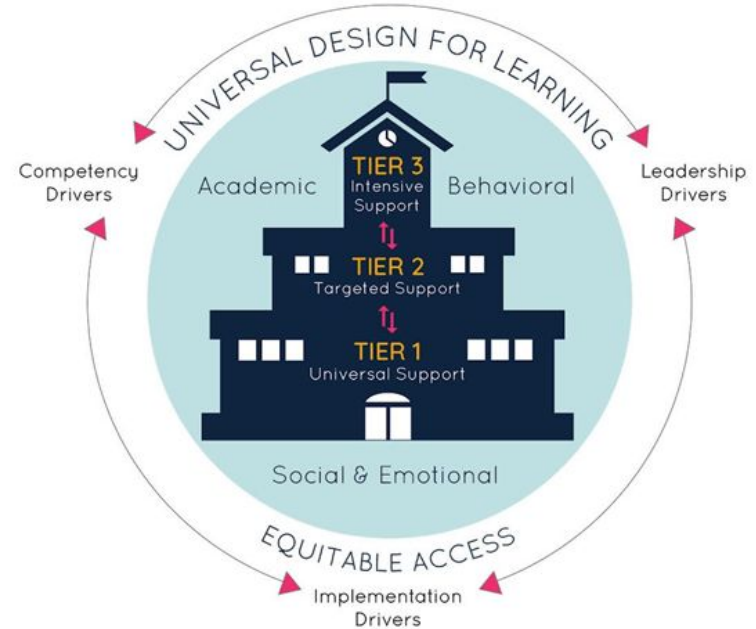 UNIVERSAL DESIGN FOR LEARNING
Competency
Drivers
Leadership
Drivers
Academic
Behavioral
TIER 3
Intensive
Support
TIER 2
Targeted Support
TIER 1
Universal Support
Social & Emotional
EQUITABLE ACCESS
Implementation
Drivers